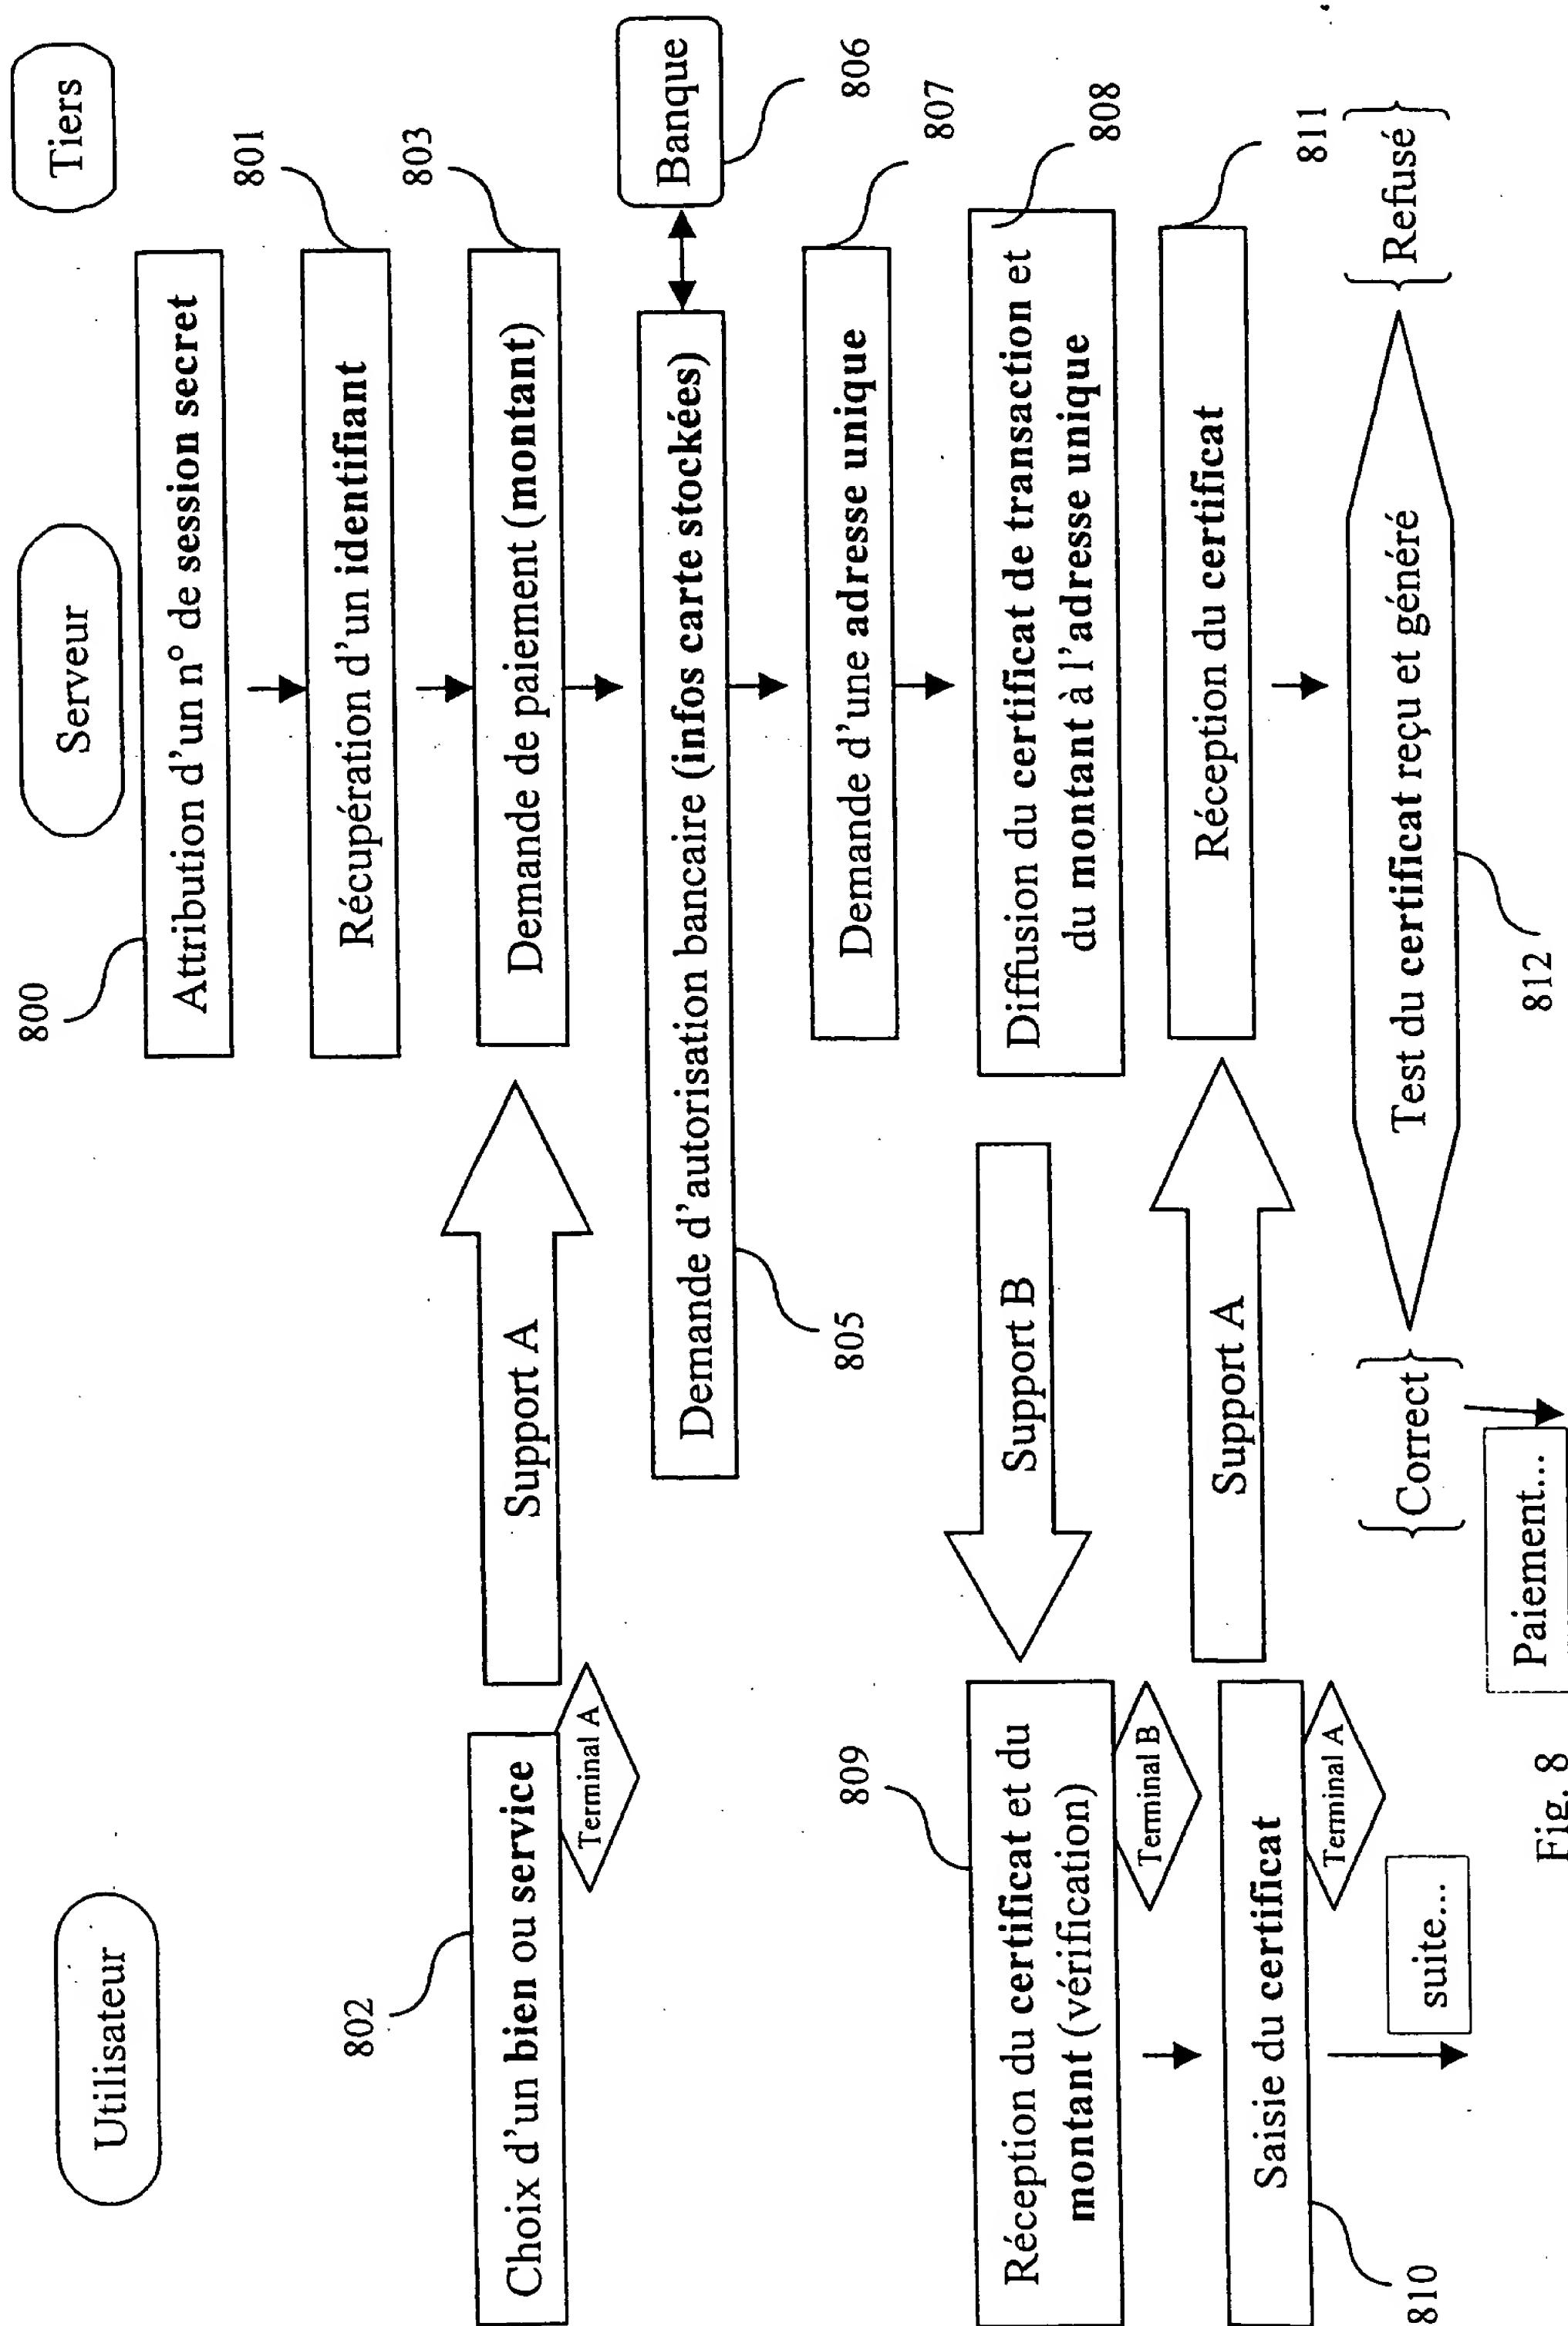 Utilisateur
Serveur
Tiers
800
Attribution d'un n° de session secret
801
Récupération d'un identifiant
802
Choix d'un bien ou service
Terminal A
Support A
803
Demande de paiement (montant)
Demande d'autorisation bancaire (infos carte stockées)
805
Banque
806
Demande d'une adresse unique
807
Diffusion du certificat de transaction et
du montant à l'adresse unique
808
Support B
809
Réception du certificat et du
montant (vérification)
Terminal B
810
Saisie du certificat
Terminal A
Support A
Réception du certificat
811
suite...
{Correct}
Test du certificat reçu et généré
{Refusé}
812
Paiement...
Fig. 8